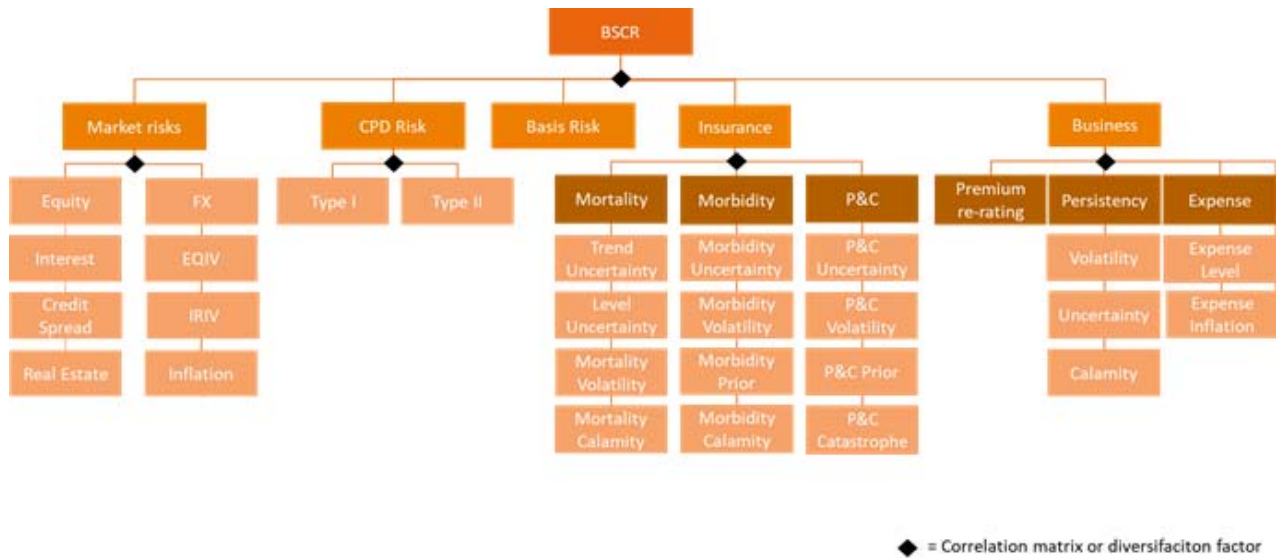 BSCR
Market risks
CPD Risk
Basis Risk
Insurance
Business
Equity
FX
Interest
EQIV
Credit
Spread
IRIV
Real Estate
Inflation
Type I
Type II
Mortality
Morbidity
P&C
Trend
Uncertainty
Morbidity
Uncertainty
P&C
Uncertainty
Level
Uncertainty
Morbidity
Volatility
P&C
Volatility
Mortality
Volatility
Morbidity
Prior
P&C Prior
Mortality
Calamity
Morbidity
Calamity
P&C
Catastrophe
Premium
re-rating
Persistency
Expense
Volatility
Expense
Level
Uncertainty
Expense
Inflation
Calamity
= Correlation matrix or diversifaciton factor